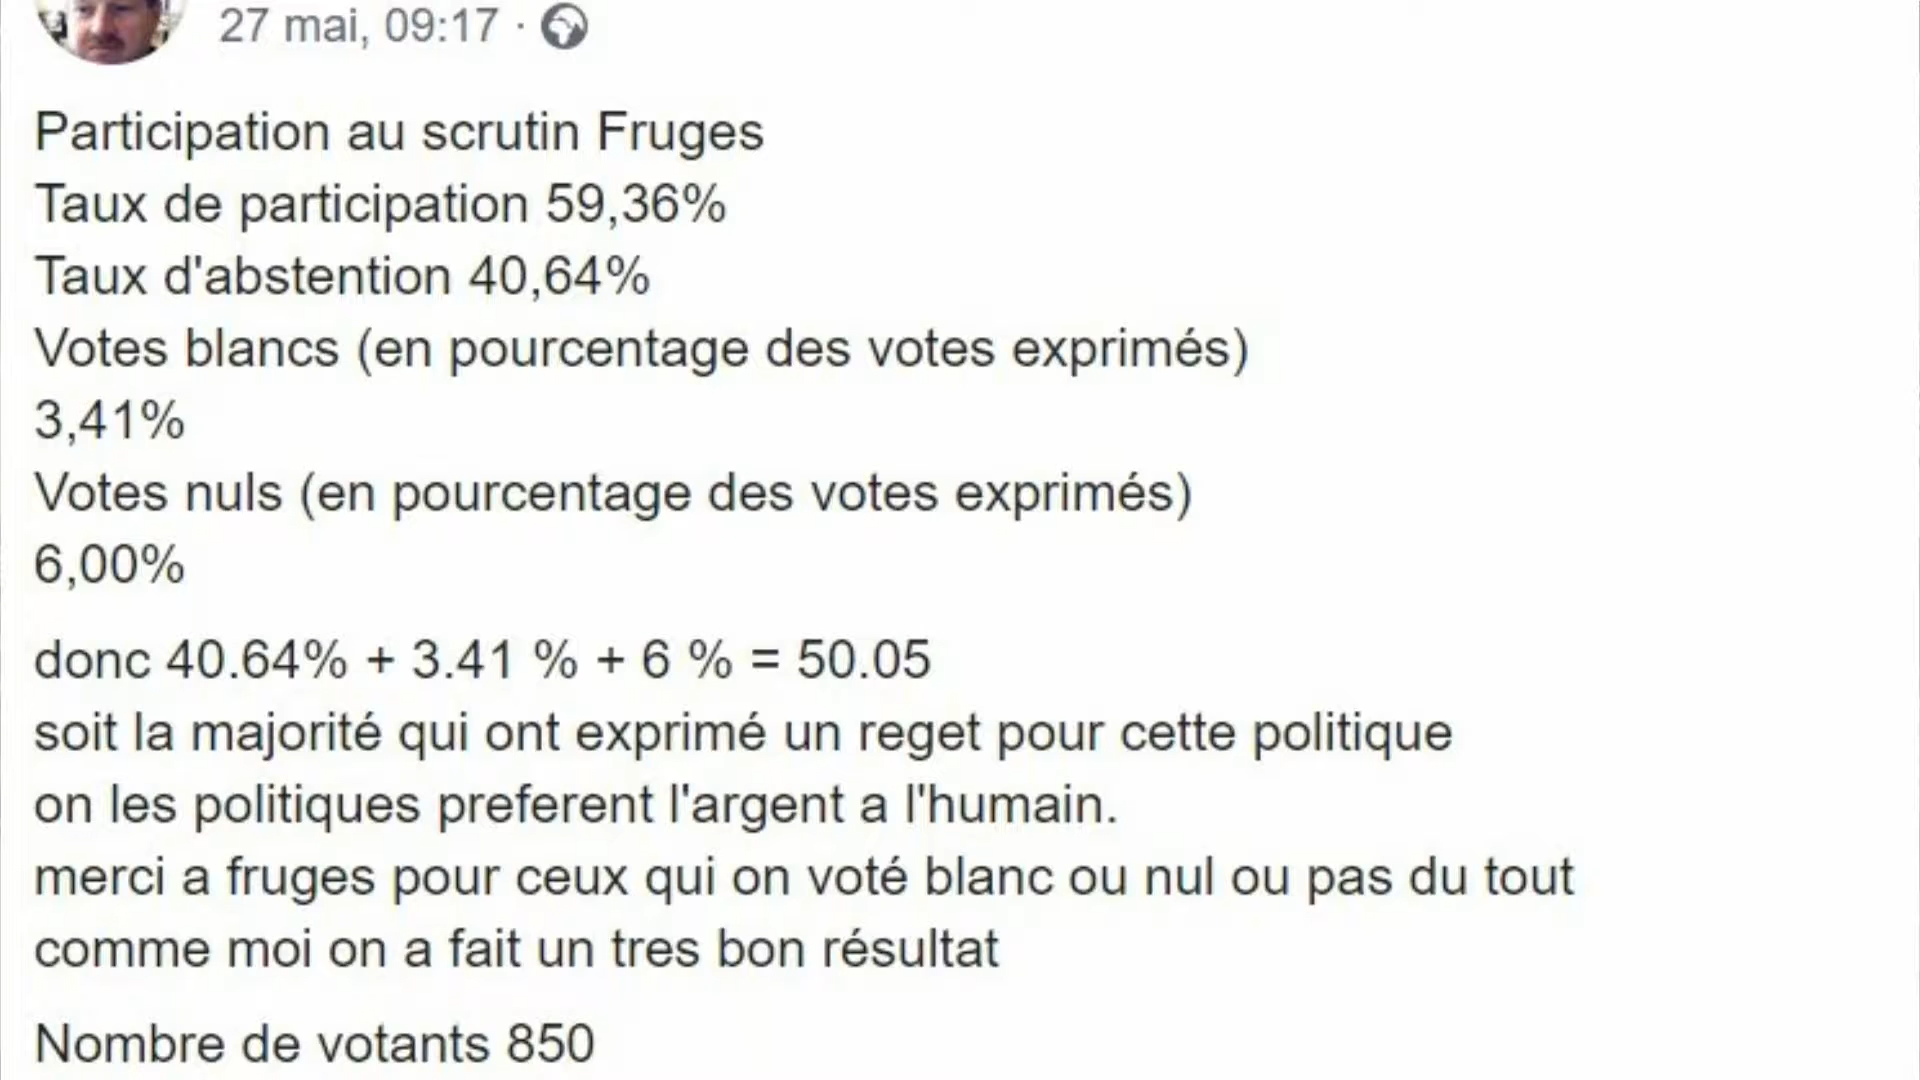 27 mai, 09:17 ·
Participation au scrutin Fruges
Taux de participation 59,36%
Taux d'abstention 40,64%
Votes blancs (en pourcentage des votes exprimés)
3,41%
Votes nuls (en pourcentage des votes exprimés)
6,00%
donc 40.64% + 3.41 % + 6 % = 50.05
soit la majorité qui ont exprimé un reget pour cette politique
on les politiques preferent l'argent a l'humain.
merci a fruges pour ceux qui on voté blanc ou nul ou pas du tout
comme moi on a fait un tres bon résultat
Nombre de votants 850